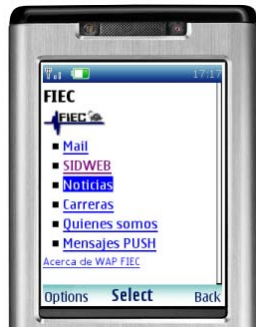 17:17
FIEC
FIEC
Mail
SIDWEB
Noticias
Carreras
Quienes somos
Mensajes PUSH
Acerca de WAP FIEC
Options Select Back